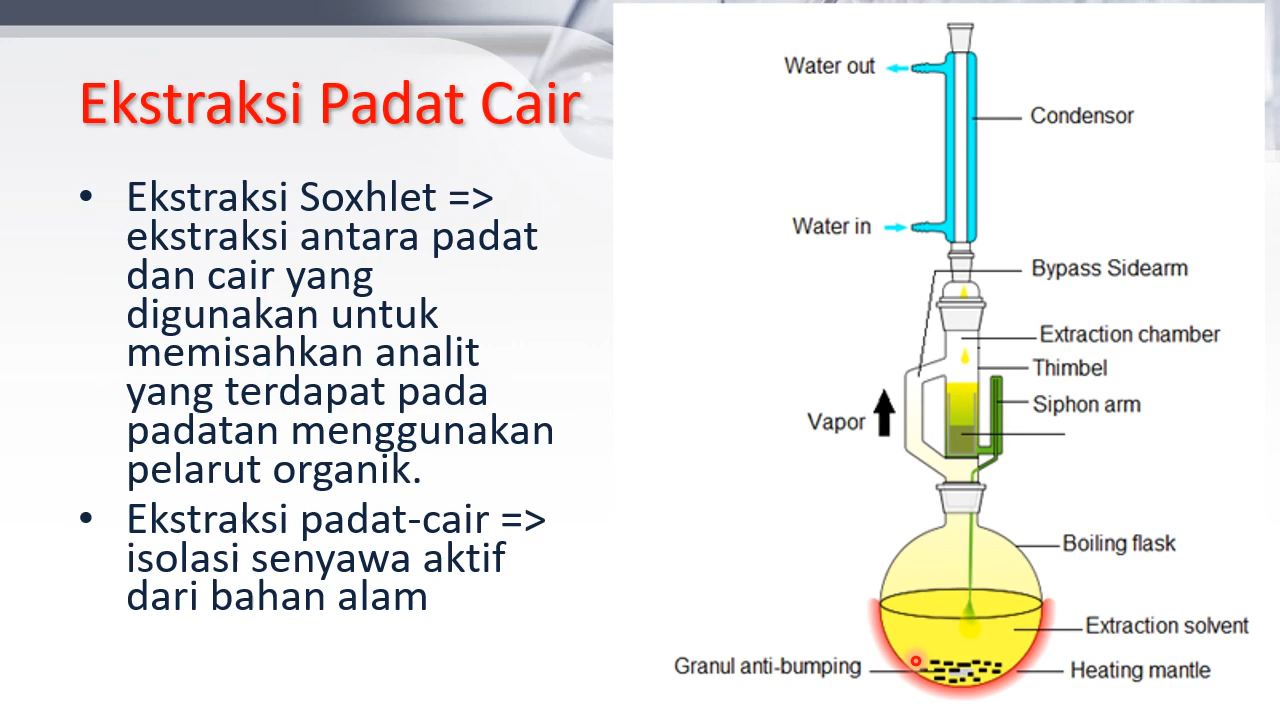 Ekstraksi Padat Cair
• Ekstraksi Soxhlet =>
ekstraksi antara padat
dan cair yang
digunakan untuk
memisahkan analit
yang terdapat pada
padatan menggunakan
pelarut organik.
• Ekstraksi padat-cair =>
isolasi senyawa aktif
dari bahan alam
Water out
Condensor
Water in
Bypass Sidearm
Extraction chamber
Thimbel
Siphon arm
Vapor
Boiling flask
Extraction solvent
Granul anti-bumping
Heating mantle